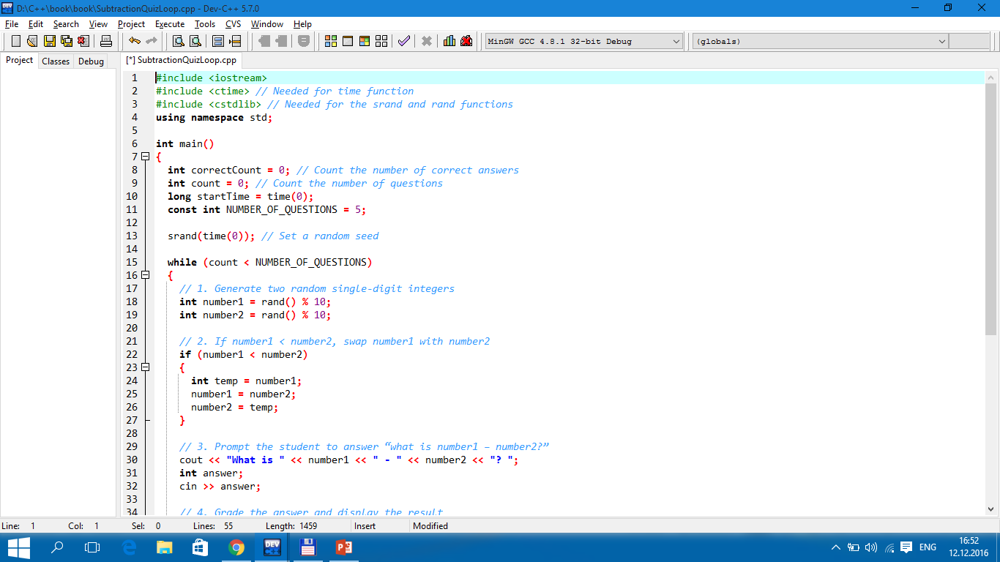 D:\C++\book\book\SubtractionQuizLoop.cpp - Dev-C++ 5.7.0
File Edit Search View Project Execute Tools CVS Window Help
MinGW GCC 4.8.1 32-bit Debug (globals)
Project Classes Debug [*] SubtractionQuizLoop.cpp
1 #include <iostream>
2 #include <ctime> // Needed for time function
3 #include <cstdlib> // Needed for the srand and rand functions
4 using namespace std;
5
6 int main()
7 {
8 int correctCount = 0; // Count the number of correct answers
9 int count = 0; // Count the number of questions
10 long startTime = time(0);
11 const int NUMBER_OF_QUESTIONS = 5;
12
13 srand(time(0)); // Set a random seed
14
15 while (count < NUMBER_OF_QUESTIONS)
16 {
17 // 1. Generate two random single-digit integers
18 int number1 = rand() % 10;
19 int number2 = rand() % 10;
20
21 // 2. If number1 < number2, swap number1 with number2
22 if (number1 < number2)
23 {
24 int temp = number1;
25 number1 = number2;
26 number2 = temp;
27 }
28
29 // 3. Prompt the student to answer “what is number1 – number2?”
30 cout << "What is " << number1 << " - " << number2 << "? ";
31 int answer;
32 cin >> answer;
33
34 // 4. Grade the answer and display the result
Line: 1 Col: 1 Sel: 0 Lines: 55 Length: 1459 Insert Modified
DEV C++ ENG 16:52
12.12.2016